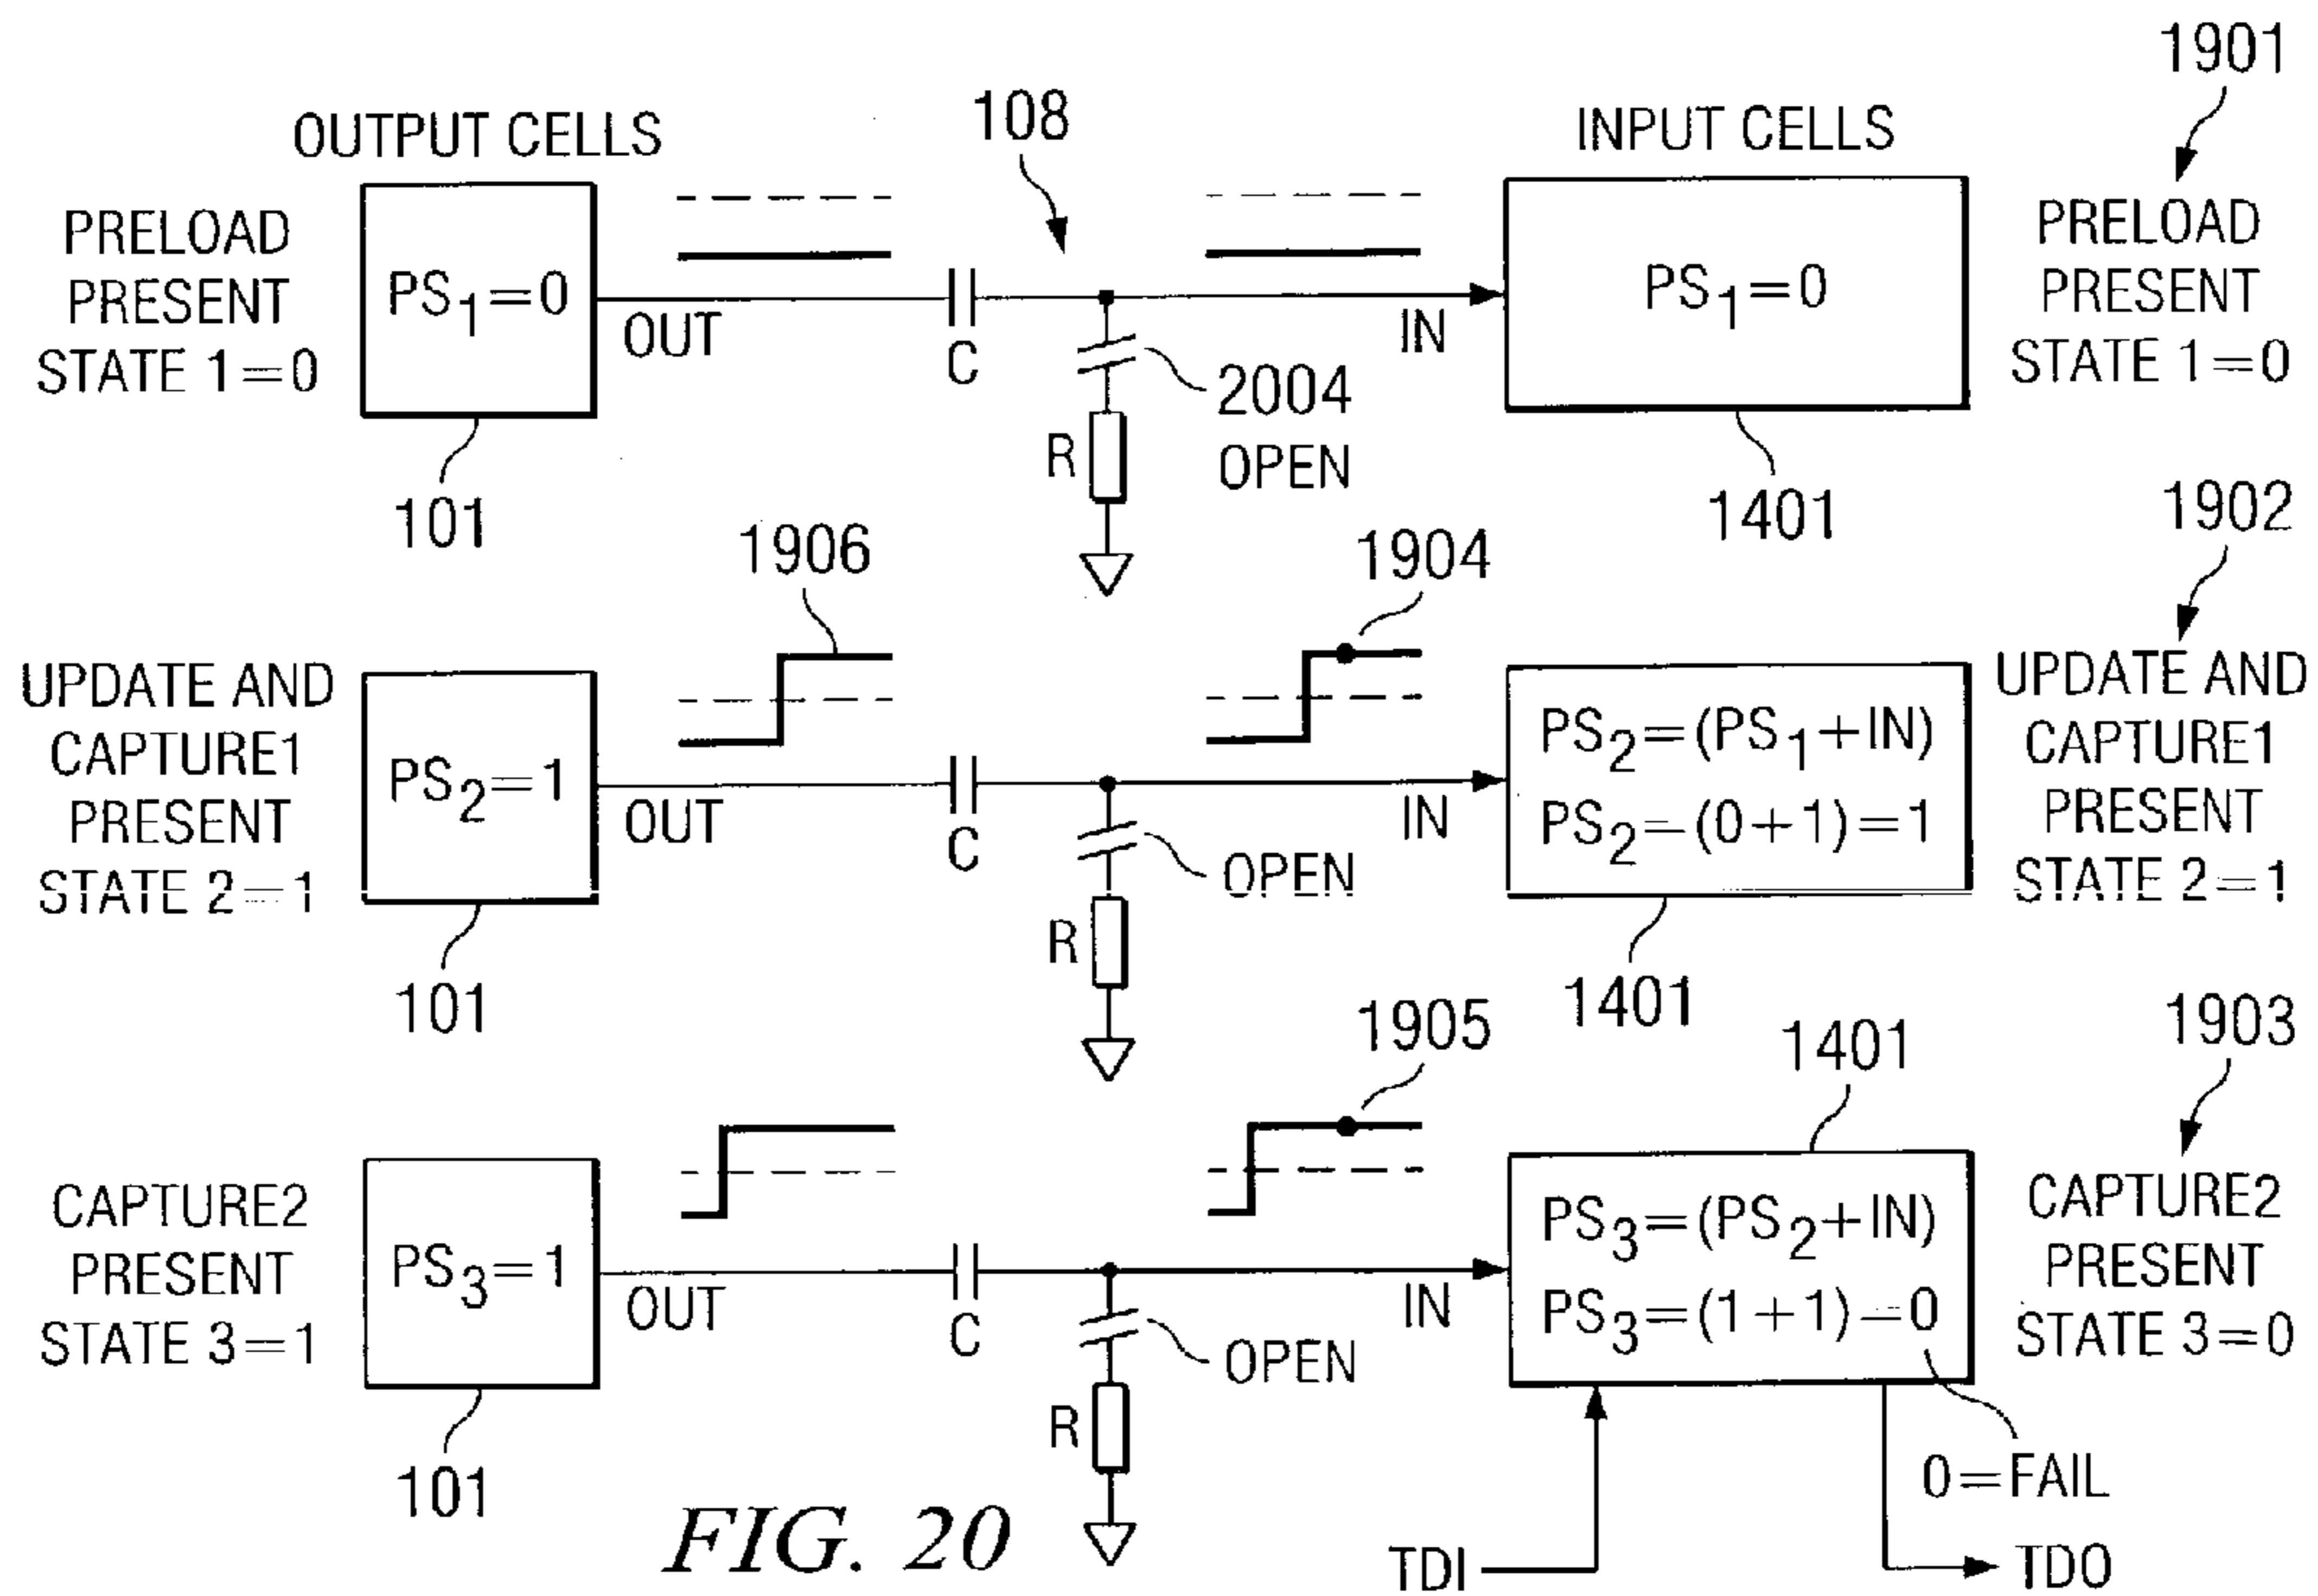 1901
108
OUTPUT CELLS
INPUT CELLS
PRELOAD
PRESENT
STATE 1=0
PS1=0
OUT
C
2004
OPEN
R
IN
PS1=0
PRELOAD
PRESENT
STATE 1=0
101
1401
1902
1906
1904
UPDATE AND
CAPTURE1
PRESENT
STATE 2=1
PS2=1
OUT
C
OPEN
R
IN
PS2=(PS1+IN)
PS2=(0+1)=1
UPDATE AND
CAPTURE1
PRESENT
STATE 2=1
101
1401
1905
1401
1903
CAPTURE2
PRESENT
STATE 3=1
PS3=1
OUT
C
OPEN
R
IN
PS3=(PS2+IN)
PS3=(1+1)=0
CAPTURE2
PRESENT
STATE 3=0
101
0=FAIL
FIG. 20
TDI
TDO